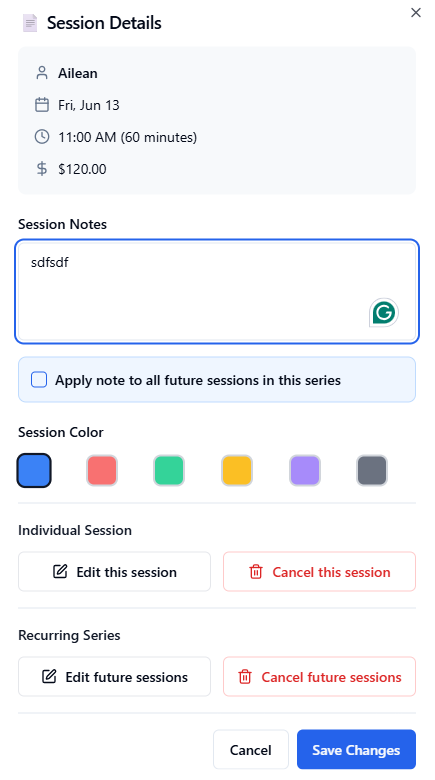 Session Details
Ailean
Fri, Jun 13
11:00 AM (60 minutes)
$120.00
Session Notes
sdfsdf
Apply note to all future sessions in this series
Session Color
Individual Session
Edit this session
Cancel this session
Recurring Series
Edit future sessions
Cancel future sessions
Cancel
Save Changes